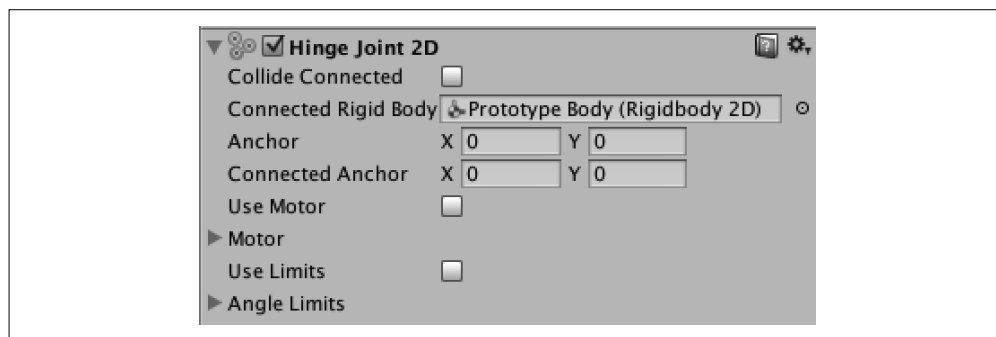 Hinge Joint 2D
Collide Connected
Connected Rigid Body Prototype Body (Rigidbody 2D)
Anchor X 0 Y 0
Connected Anchor X 0 Y 0
Use Motor
Motor
Use Limits
Angle Limits